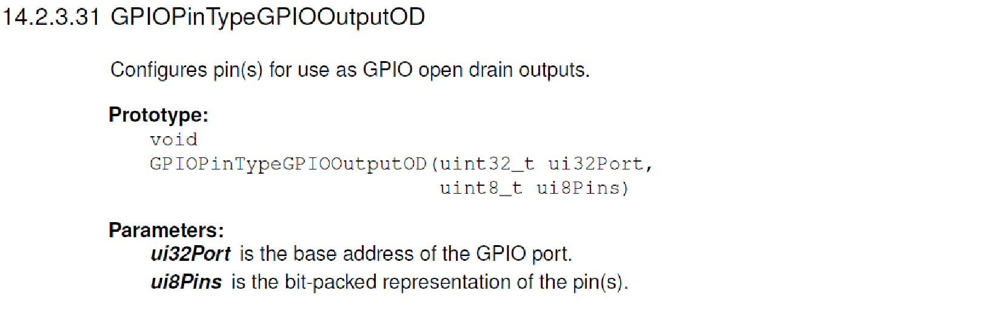 14.2.3.31 GPIOPinTypeGPIOOutputOD
Configures pin(s) for use as GPIO open drain outputs.
Prototype:
void
GPIOPinTypeGPIOOutputOD(uint32_t ui32Port,
uint8_t ui8Pins)
Parameters:
ui32Port is the base address of the GPIO port.
ui8Pins is the bit-packed representation of the pin(s).